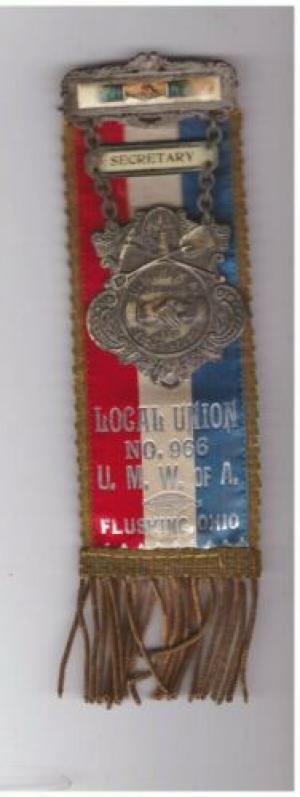 SECRETARY
LOCAL UNION
NO. 966
U. M. W. OF A.
FLUSHING, OHIO